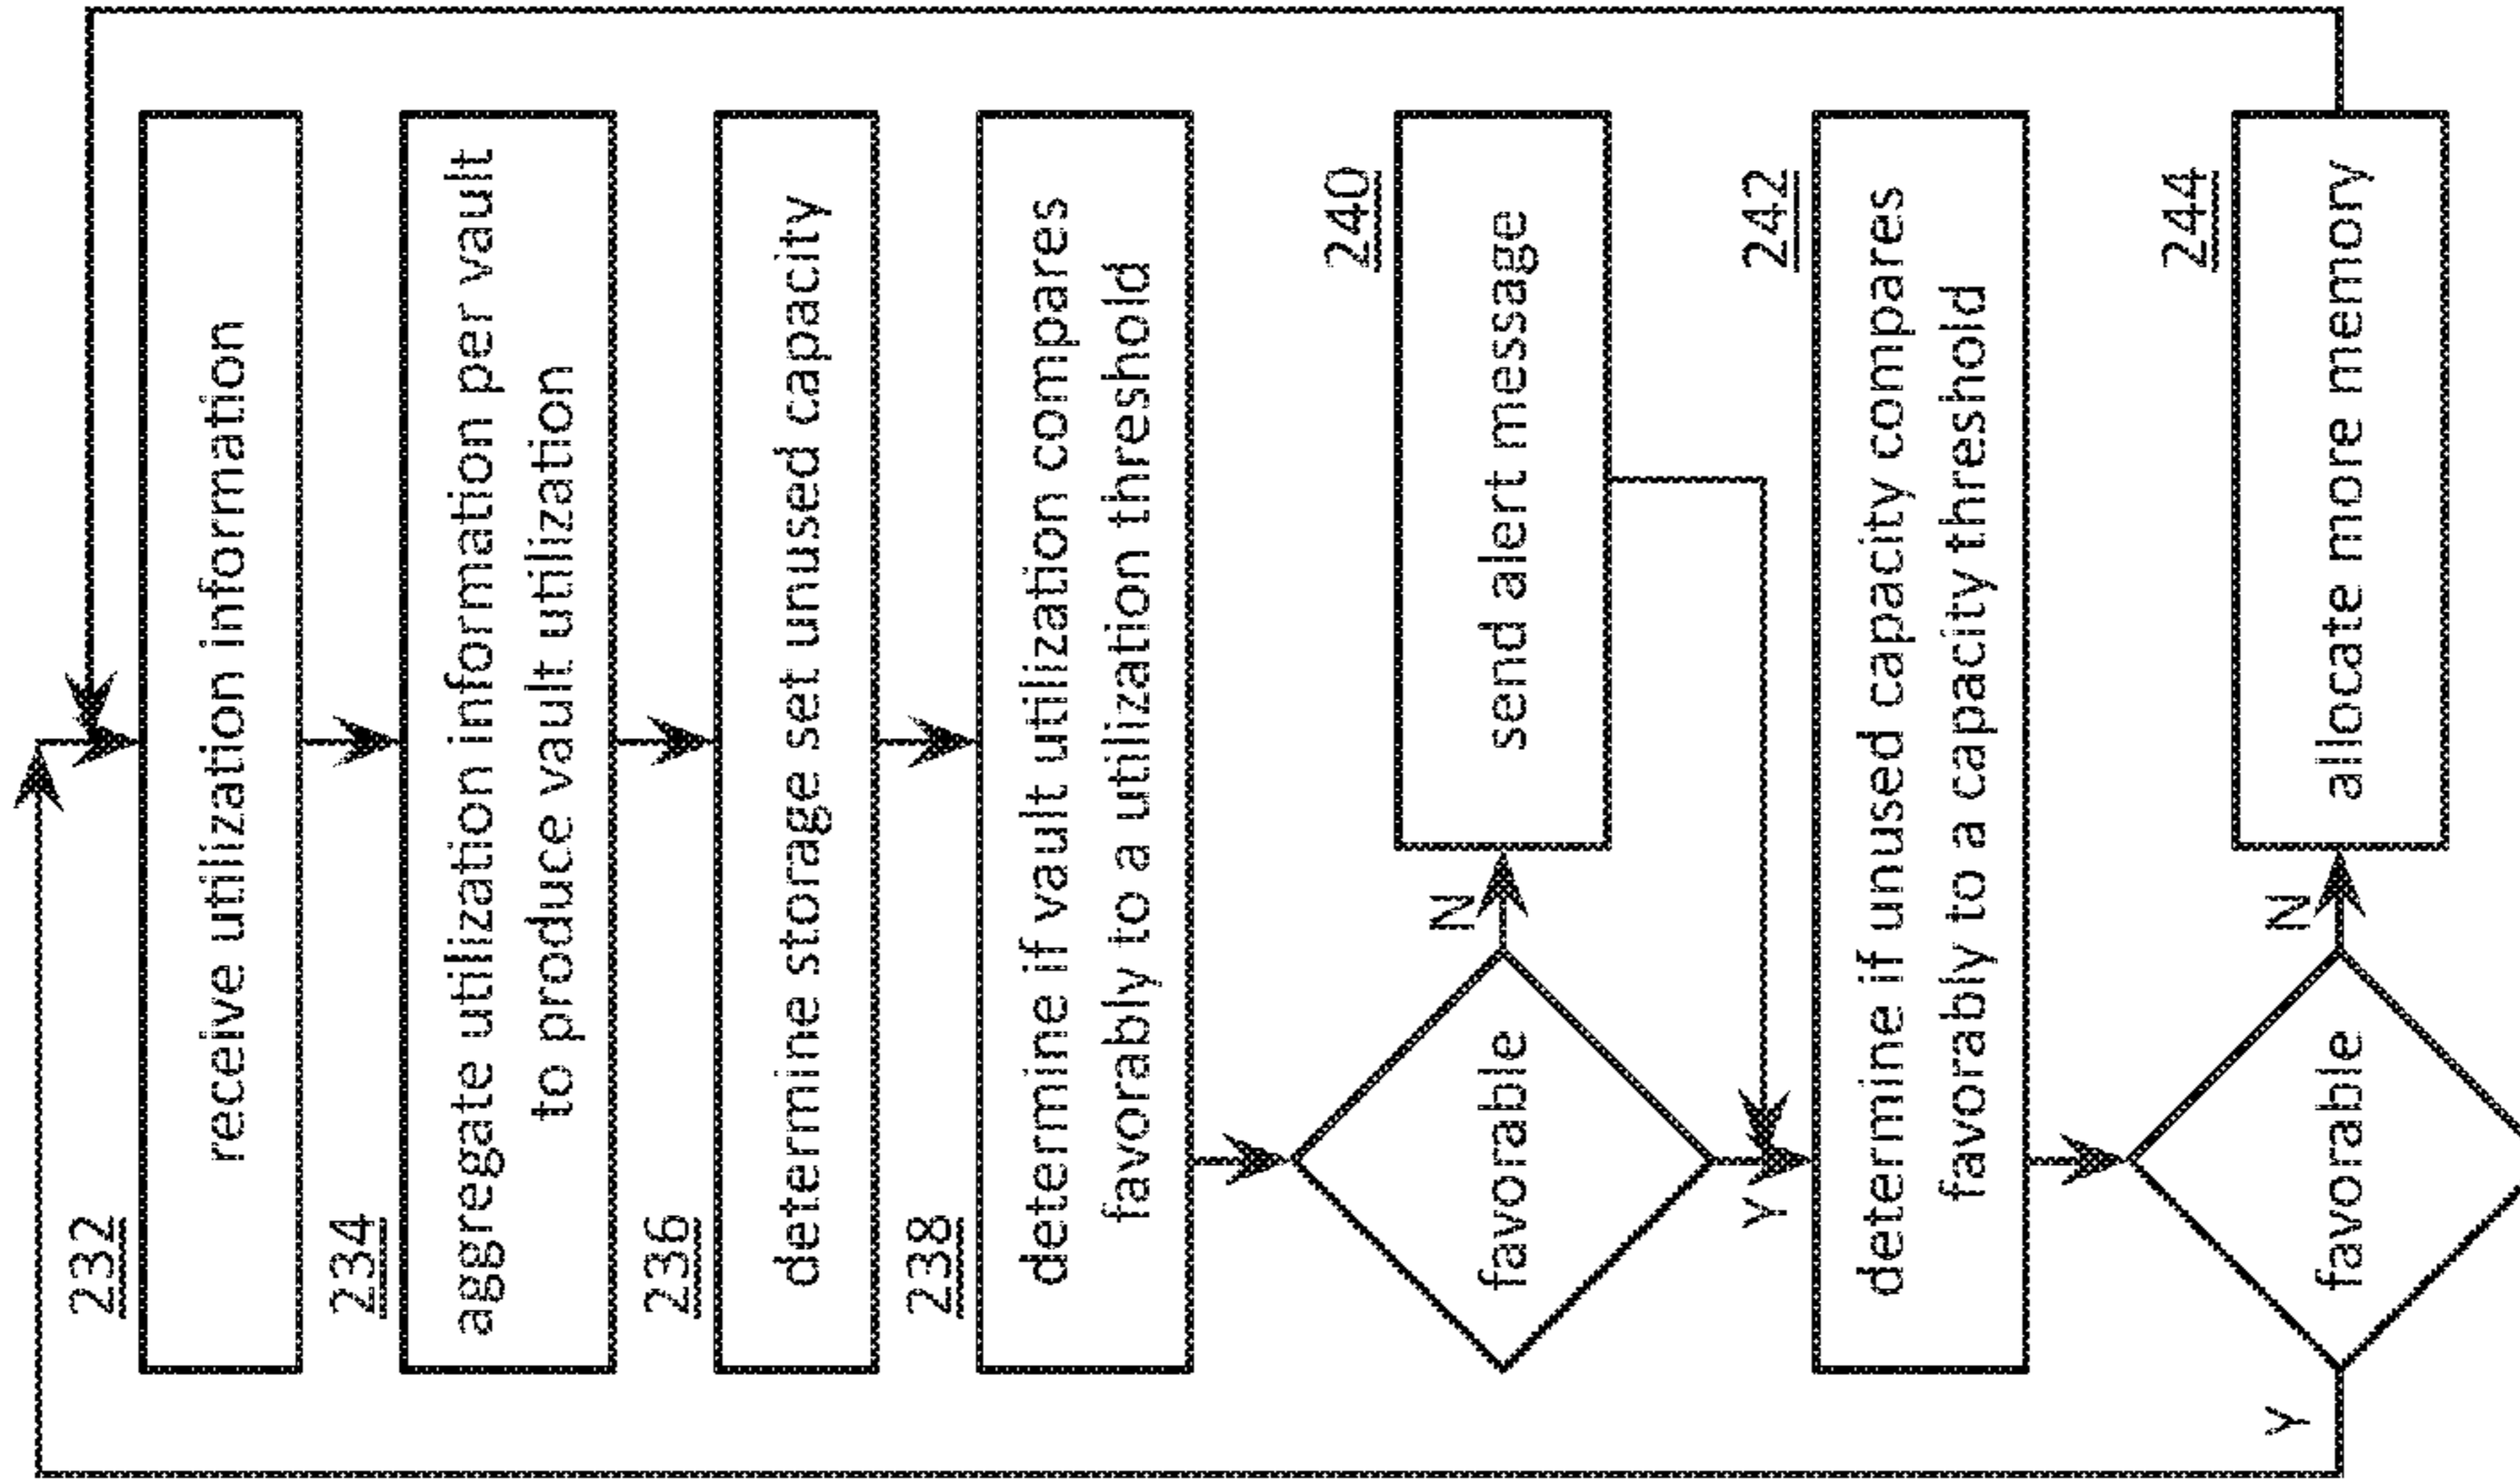 232
receive utilization information
234
aggregate utilization information per vault
to produce vault utilization
236
determine storage set unused capacity
238
determine if vault utilization compares
favorably to a utilization threshold
favorable
N
240
send alert message
Y
242
determine if unused capacity compares
favorably to a capacity threshold
Y
favorable
N
244
allocate more memory